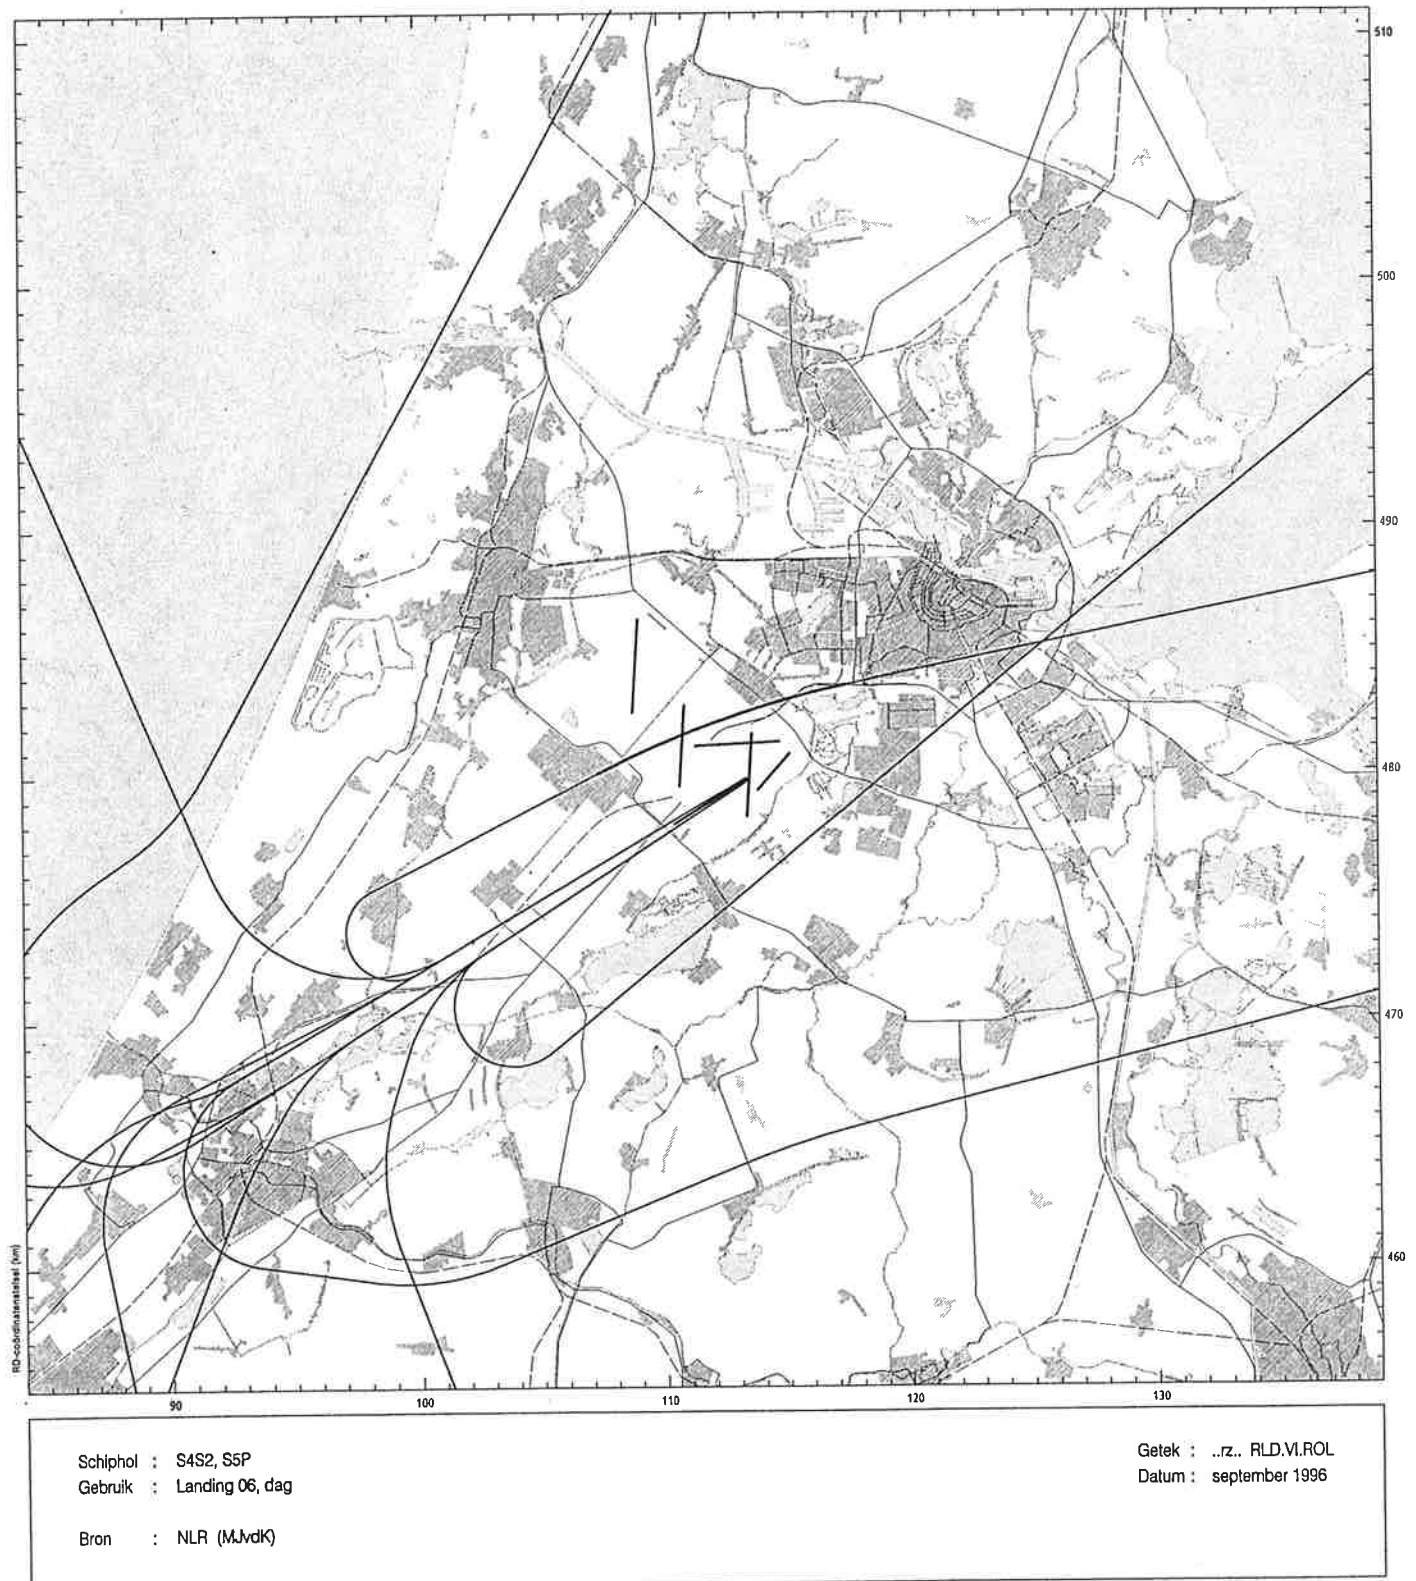 510
500
490
480
470
460
RD-coördinatenstelsel (km)
90
100
110
120
130
Schiphol : S4S2, S5P
Gebruik : Landing 06, dag
Bron : NLR (MJvdK)
Getek : ..rz.. RLD.VI.ROL
Datum : september 1996